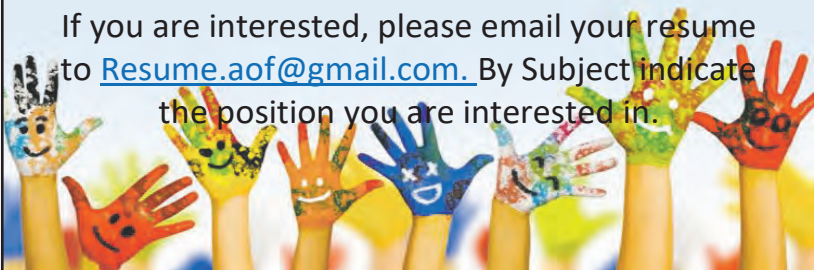 If you are interested, please email your resume
to Resume.aof@gmail.com. By Subject indicate
the position you are interested in.